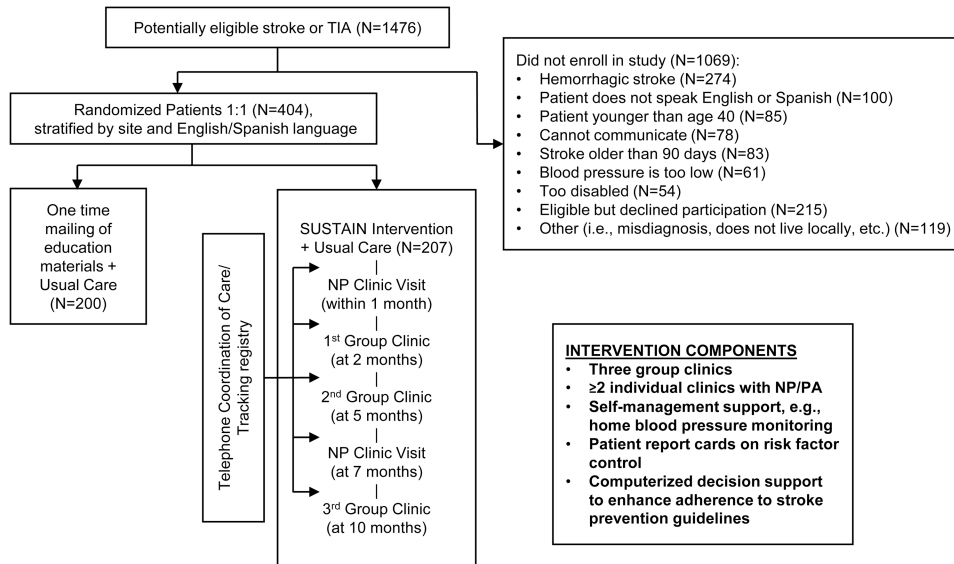 Potentially eligible stroke or TIA (N=1476)
Did not enroll in study (N=1069):
• Hemorrhagic stroke (N=274)
• Patient does not speak English or Spanish (N=100)
• Patient younger than age 40 (N=85)
• Cannot communicate (N=78)
• Stroke older than 90 days (N=83)
• Blood pressure is too low (N=61)
• Too disabled (N=54)
• Eligible but declined participation (N=215)
• Other (i.e., misdiagnosis, does not live locally, etc.) (N=119)
Randomized Patients 1:1 (N=404),
stratified by site and English/Spanish language
One time
mailing of
education
materials +
Usual Care
(N=200)
Telephone Coordination of Care/
Tracking registry
SUSTAIN Intervention
+ Usual Care (N=207)
NP Clinic Visit
(within 1 month)
1st Group Clinic
(at 2 months)
2nd Group Clinic
(at 5 months)
NP Clinic Visit
(at 7 months)
3rd Group Clinic
(at 10 months)
INTERVENTION COMPONENTS
• Three group clinics
• ≥2 individual clinics with NP/PA
• Self-management support, e.g.,
home blood pressure monitoring
• Patient report cards on risk factor
control
• Computerized decision support
to enhance adherence to stroke
prevention guidelines